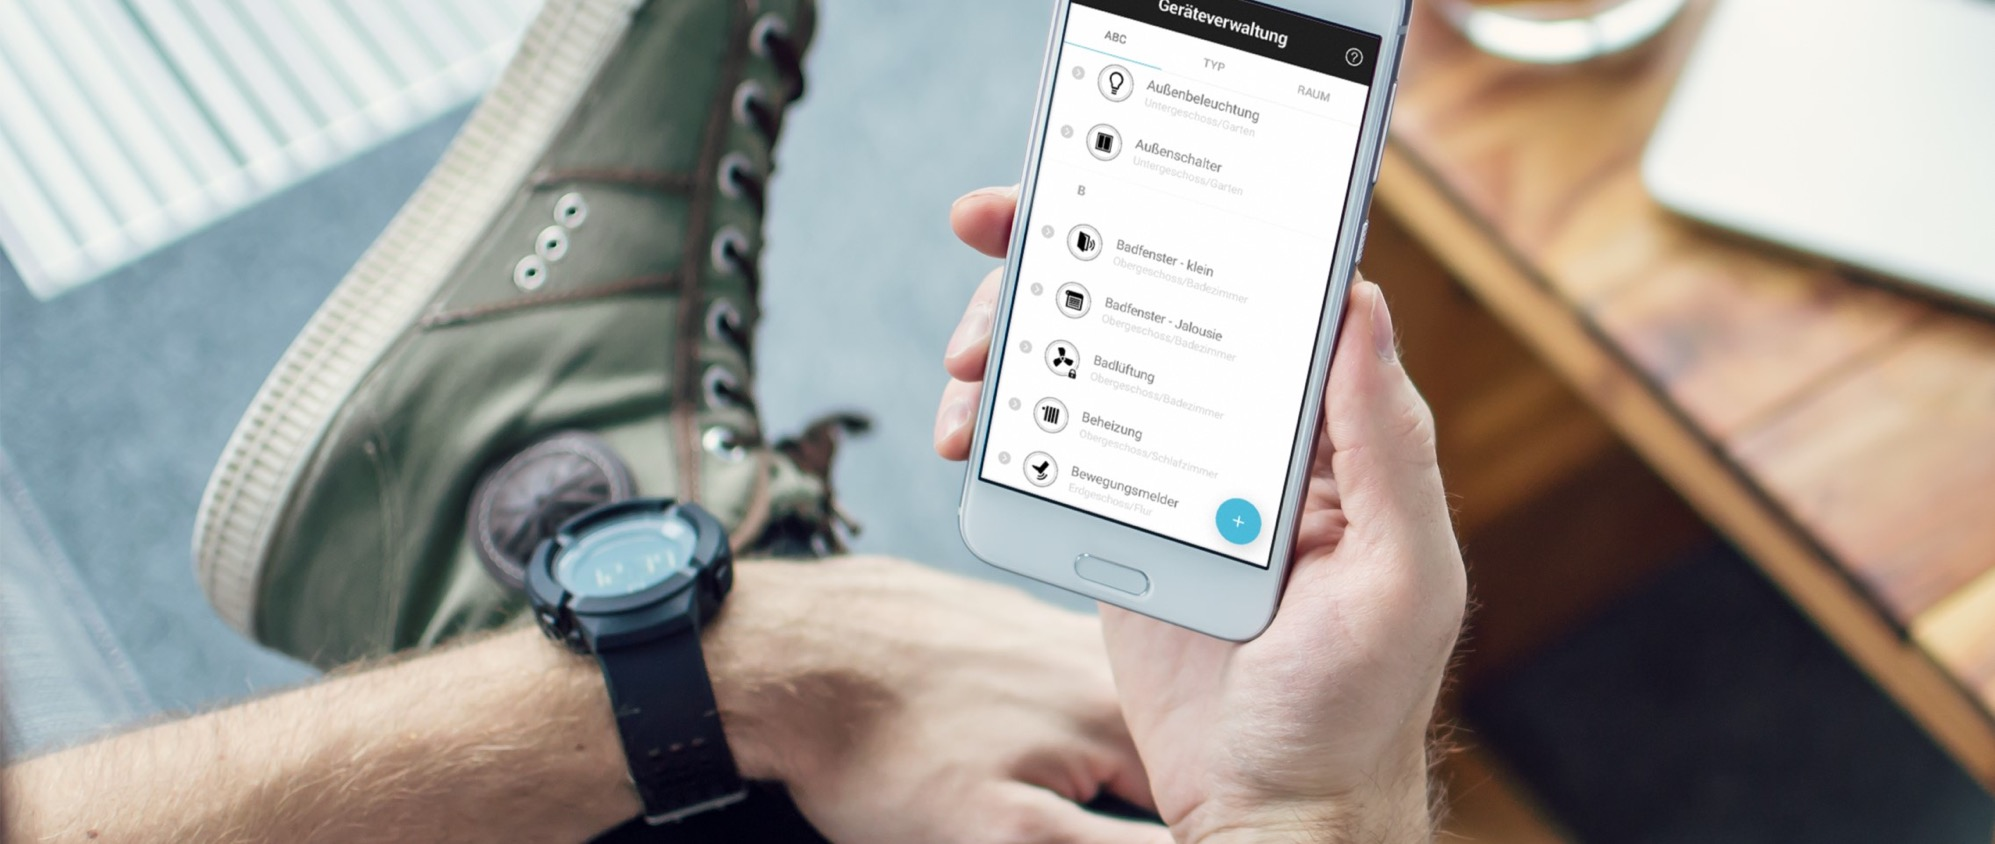 Geräteverwaltung
ABC
TYP
RAUM
Außenbeleuchtung
Untergeschoss/Garten
Außenschalter
Untergeschoss/Garten
B
Badfenster - klein
Obergeschoss/Badezimmer
Badfenster - Jalousie
Obergeschoss/Badezimmer
Badlüftung
Obergeschoss/Badezimmer
Beheizung
Obergeschoss/Schlafzimmer
Bewegungsmelder
Erdgeschoss/Flur